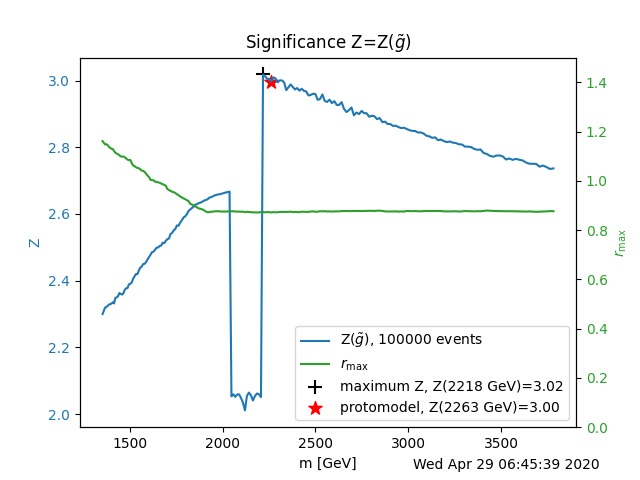 Significance Z=Z(g̃)
3.0
2.8
2.6
2.4
2.2
2.0
Z
1.4
1.2
1.0
0.8
0.6
0.4
0.2
0.0
r_max
Z(g̃), 100000 events
r_max
maximum Z, Z(2218 GeV)=3.02
protomodel, Z(2263 GeV)=3.00
1500 2000 2500 3000 3500
m [GeV]
Wed Apr 29 06:45:39 2020